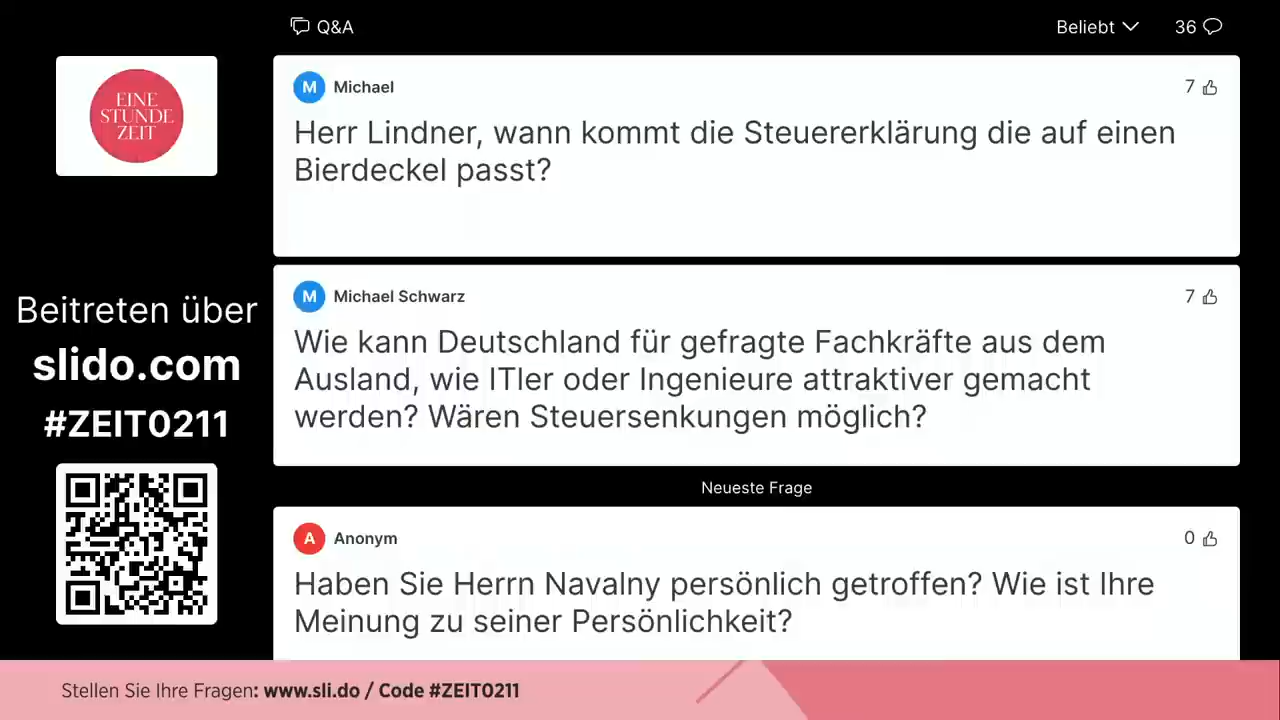 Q&A
Beliebt
36
EINE
STUNDE
ZEIT
M Michael
7
Herr Lindner, wann kommt die Steuererklärung die auf einen
Bierdeckel passt?
M Michael Schwarz
7
Wie kann Deutschland für gefragte Fachkräfte aus dem
Ausland, wie ITler oder Ingenieure attraktiver gemacht
werden? Wären Steuersenkungen möglich?
Beitreten über
slido.com
#ZEIT0211
Neueste Frage
A Anonym
0
Haben Sie Herrn Navalny persönlich getroffen? Wie ist Ihre
Meinung zu seiner Persönlichkeit?
Stellen Sie Ihre Fragen: www.sli.do / Code #ZEIT0211